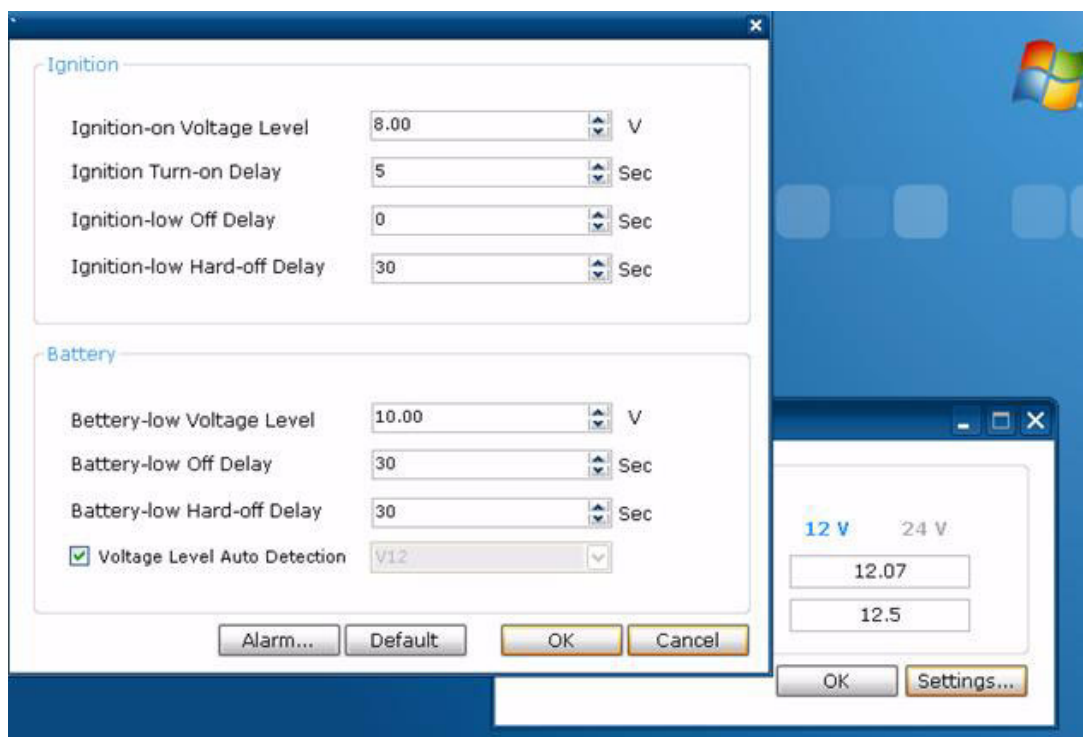 Ignition
Ignition-on Voltage Level 8.00 V
Ignition Turn-on Delay 5 Sec
Ignition-low Off Delay 0 Sec
Ignition-low Hard-off Delay 30 Sec
Battery
Bettery-low Voltage Level 10.00 V
Battery-low Off Delay 30 Sec
Battery-low Hard-off Delay 30 Sec
Voltage Level Auto Detection V12
Alarm... Default OK Cancel
12 V 24 V
12.07
12.5
OK Settings...